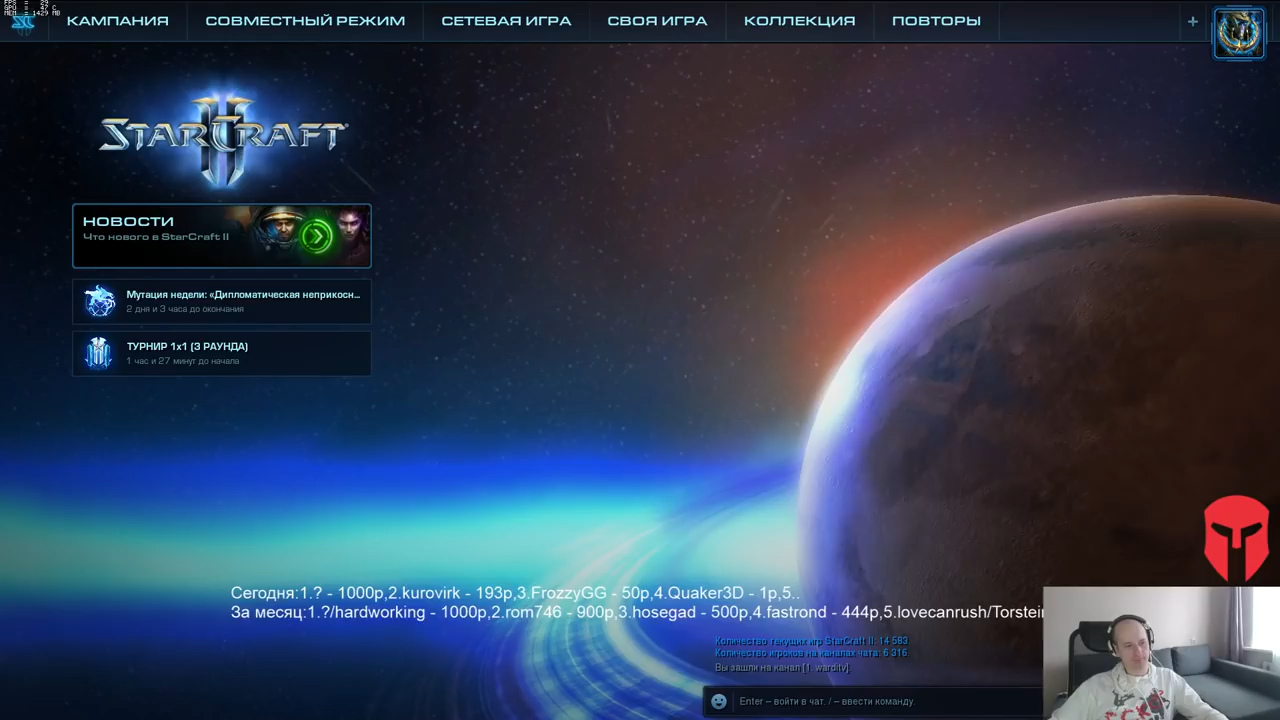 КАМПАНИЯ
СОВМЕСТНЫЙ РЕЖИМ
СЕТЕВАЯ ИГРА
СВОЯ ИГРА
КОЛЛЕКЦИЯ
ПОВТОРЫ
STARCRAFT
II
НОВОСТИ
Что нового в StarCraft II
Мутация недели: «Дипломатическая неприкосн...
2 дня и 3 часа до окончания
ТУРНИР 1х1 (3 РАУНДА)
1 час и 27 минут до начала
Сегодня:1.? - 1000р,2.kurovirk - 193р,3.FrozzyGG - 50р,4.Quaker3D - 1р,5..
За месяц:1.?/hardworking - 1000р,2.rom746 - 900р,3.hosegad - 500р,4.fastrond - 444р,5.lovecanrush/Torstein
Количество текущих игр StarCraft II: 14 583.
Количество игроков на каналах чата: 6 316.
Вы зашли на канал [1. warditv].
Enter – войти в чат. / – ввести команду.